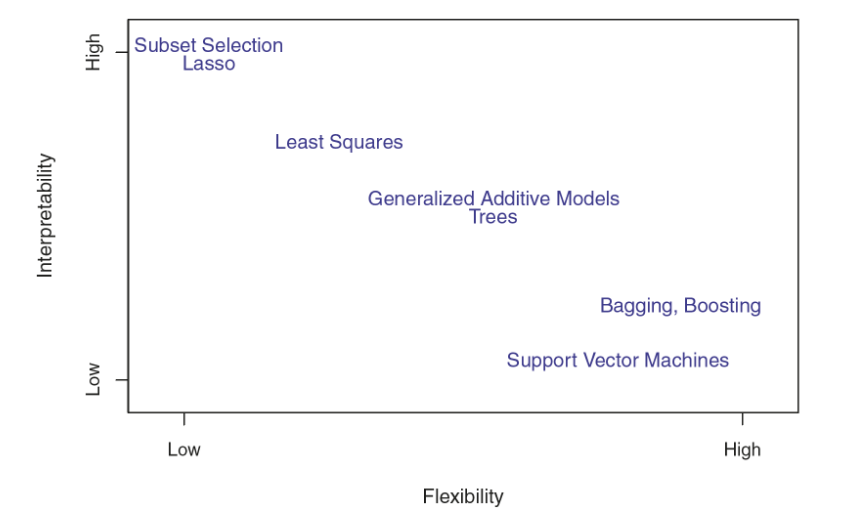 High
Low
Interpretability
Subset Selection
Lasso
Least Squares
Generalized Additive Models
Trees
Bagging, Boosting
Support Vector Machines
Low
High
Flexibility